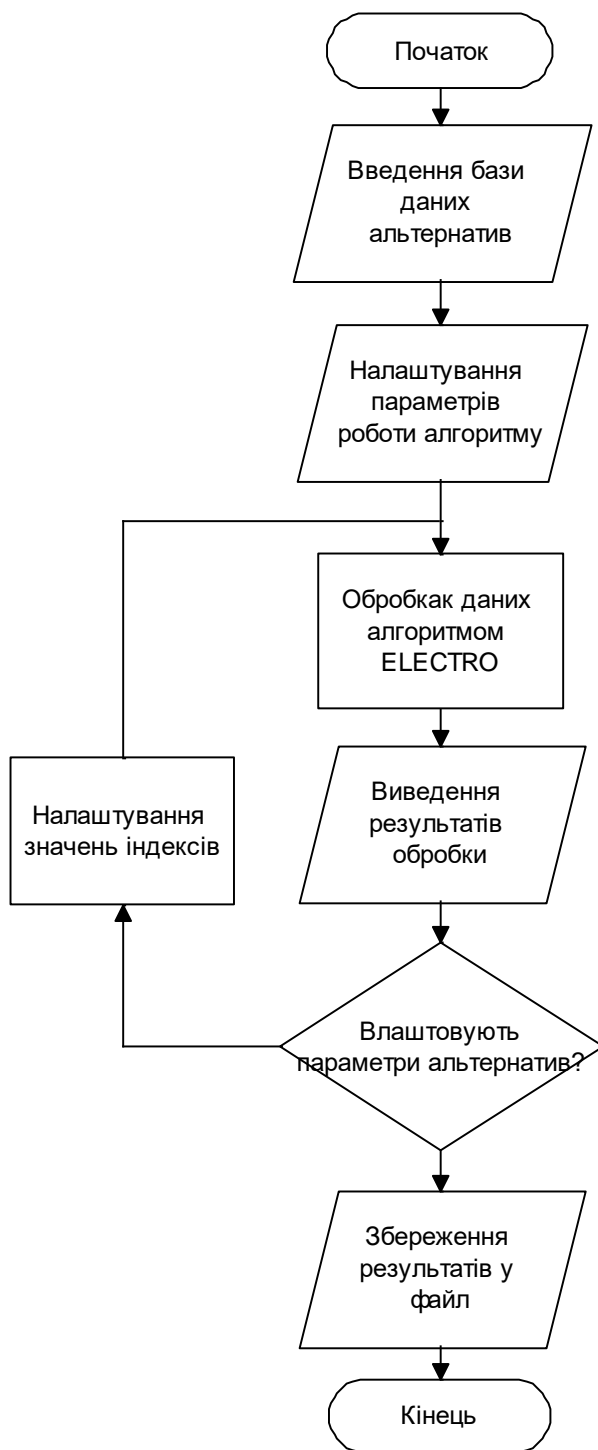 Початок
Введення бази
даних
альтернатив
Налаштування
параметрів
роботи алгоритму
Обробкак даних
алгоритмом
ELECTRO
Виведення
результатів
обробки
Налаштування
значень індексів
Влаштовують
параметри альтернатив?
Збереження
результатів у
файл
Кінець